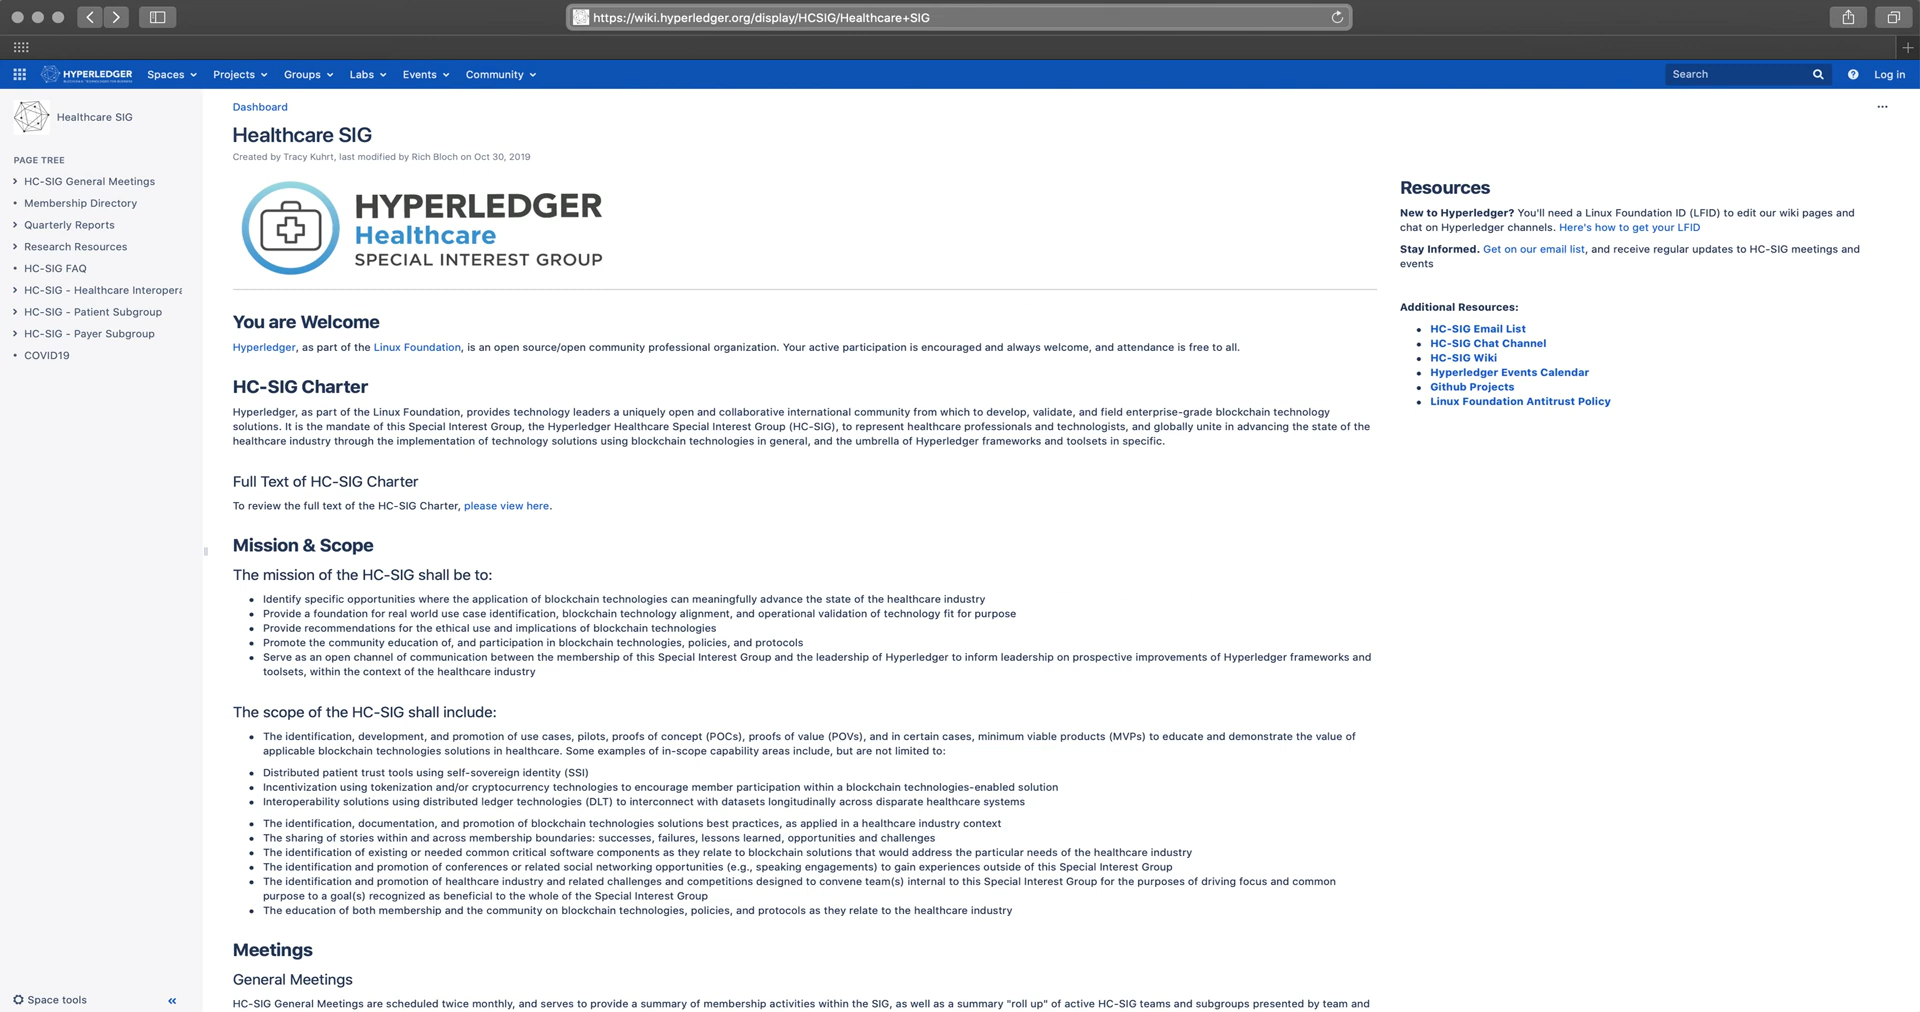 https://wiki.hyperledger.org/display/HCSIG/Healthcare+SIG
HYPERLEDGER
Spaces
Projects
Groups
Labs
Events
Community
Search
Log in
Healthcare SIG
PAGE TREE
HC-SIG General Meetings
Membership Directory
Quarterly Reports
Research Resources
HC-SIG FAQ
HC-SIG - Healthcare Interopera
HC-SIG - Patient Subgroup
HC-SIG - Payer Subgroup
COVID19
Space tools
Dashboard
Healthcare SIG
Created by Tracy Kuhrt, last modified by Rich Bloch on Oct 30, 2019
HYPERLEDGER
Healthcare
SPECIAL INTEREST GROUP
You are Welcome
Hyperledger, as part of the Linux Foundation, is an open source/open community professional organization. Your active participation is encouraged and always welcome, and attendance is free to all.
HC-SIG Charter
Hyperledger, as part of the Linux Foundation, provides technology leaders a uniquely open and collaborative international community from which to develop, validate, and field enterprise-grade blockchain technology
solutions. It is the mandate of this Special Interest Group, the Hyperledger Healthcare Special Interest Group (HC-SIG), to represent healthcare professionals and technologists, and globally unite in advancing the state of the
healthcare industry through the implementation of technology solutions using blockchain technologies in general, and the umbrella of Hyperledger frameworks and toolsets in specific.
Full Text of HC-SIG Charter
To review the full text of the HC-SIG Charter, please view here.
Mission & Scope
The mission of the HC-SIG shall be to:
• Identify specific opportunities where the application of blockchain technologies can meaningfully advance the state of the healthcare industry
• Provide a foundation for real world use case identification, blockchain technology alignment, and operational validation of technology fit for purpose
• Provide recommendations for the ethical use and implications of blockchain technologies
• Promote the community education of, and participation in blockchain technologies, policies, and protocols
• Serve as an open channel of communication between the membership of this Special Interest Group and the leadership of Hyperledger to inform leadership on prospective improvements of Hyperledger frameworks and
toolsets, within the context of the healthcare industry
The scope of the HC-SIG shall include:
• The identification, development, and promotion of use cases, pilots, proofs of concept (POCs), proofs of value (POVs), and in certain cases, minimum viable products (MVPs) to educate and demonstrate the value of
applicable blockchain technologies solutions in healthcare. Some examples of in-scope capability areas include, but are not limited to:
• Distributed patient trust tools using self-sovereign identity (SSI)
• Incentivization using tokenization and/or cryptocurrency technologies to encourage member participation within a blockchain technologies-enabled solution
• Interoperability solutions using distributed ledger technologies (DLT) to interconnect with datasets longitudinally across disparate healthcare systems
• The identification, documentation, and promotion of blockchain technologies solutions best practices, as applied in a healthcare industry context
• The sharing of stories within and across membership boundaries: successes, failures, lessons learned, opportunities and challenges
• The identification of existing or needed common critical software components as they relate to blockchain solutions that would address the particular needs of the healthcare industry
• The identification and promotion of conferences or related social networking opportunities (e.g., speaking engagements) to gain experiences outside of this Special Interest Group
• The identification and promotion of healthcare industry and related challenges and competitions designed to convene team(s) internal to this Special Interest Group for the purposes of driving focus and common
purpose to a goal(s) recognized as beneficial to the whole of the Special Interest Group
• The education of both membership and the community on blockchain technologies, policies, and protocols as they relate to the healthcare industry
Meetings
General Meetings
HC-SIG General Meetings are scheduled twice monthly, and serves to provide a summary of membership activities within the SIG, as well as a summary "roll up" of active HC-SIG teams and subgroups presented by team and
Resources
New to Hyperledger? You'll need a Linux Foundation ID (LFID) to edit our wiki pages and
chat on Hyperledger channels. Here's how to get your LFID
Stay Informed. Get on our email list, and receive regular updates to HC-SIG meetings and
events
Additional Resources:
• HC-SIG Email List
• HC-SIG Chat Channel
• HC-SIG Wiki
• Hyperledger Events Calendar
• Github Projects
• Linux Foundation Antitrust Policy